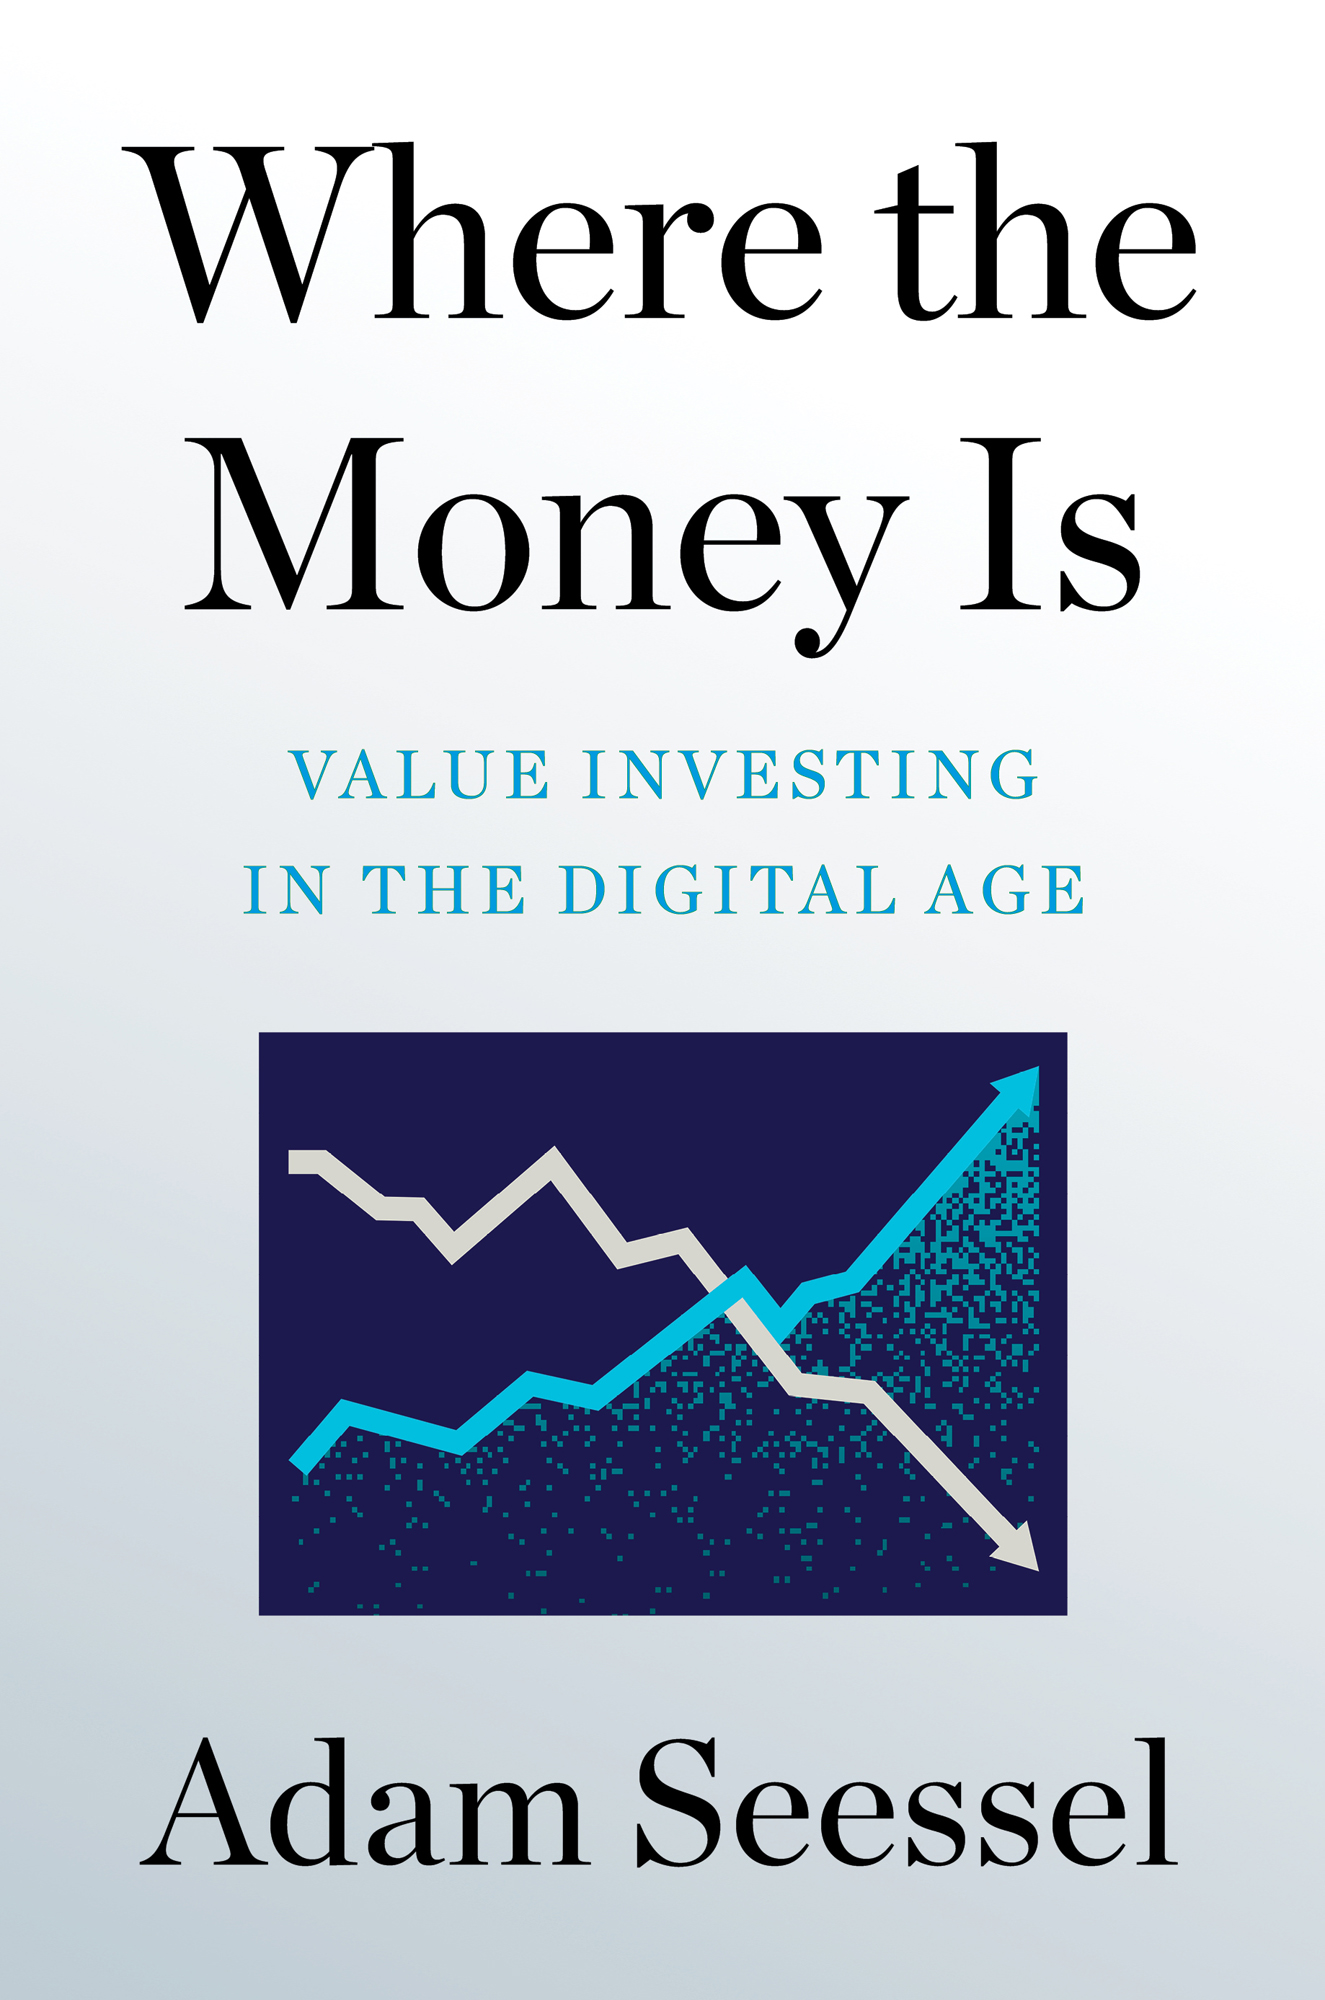 Where the
Money Is
VALUE INVESTING
IN THE DIGITAL AGE
Adam Seessel